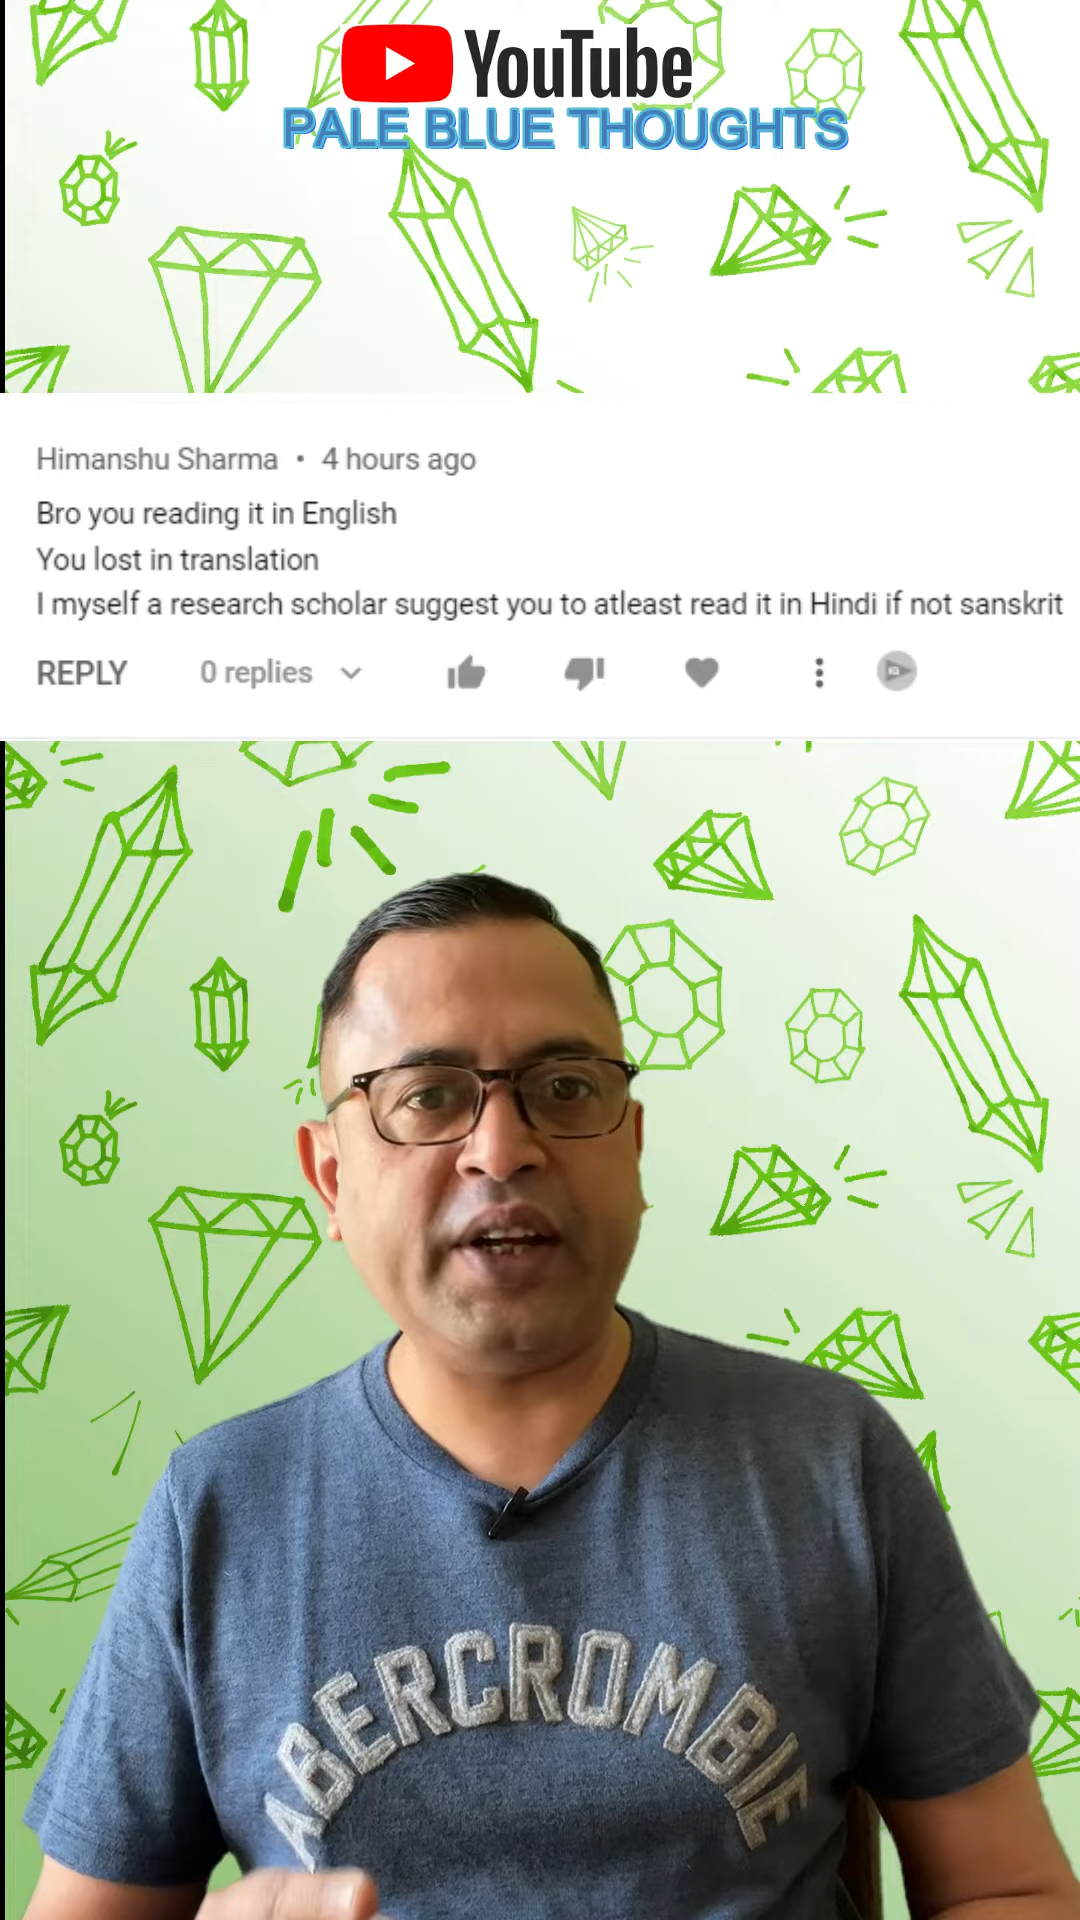 YouTube
PALE BLUE THOUGHTS
Himanshu Sharma • 4 hours ago
Bro you reading it in English
You lost in translation
I myself a research scholar suggest you to atleast read it in Hindi if not sanskrit
REPLY 0 replies
ABERCROMBIE